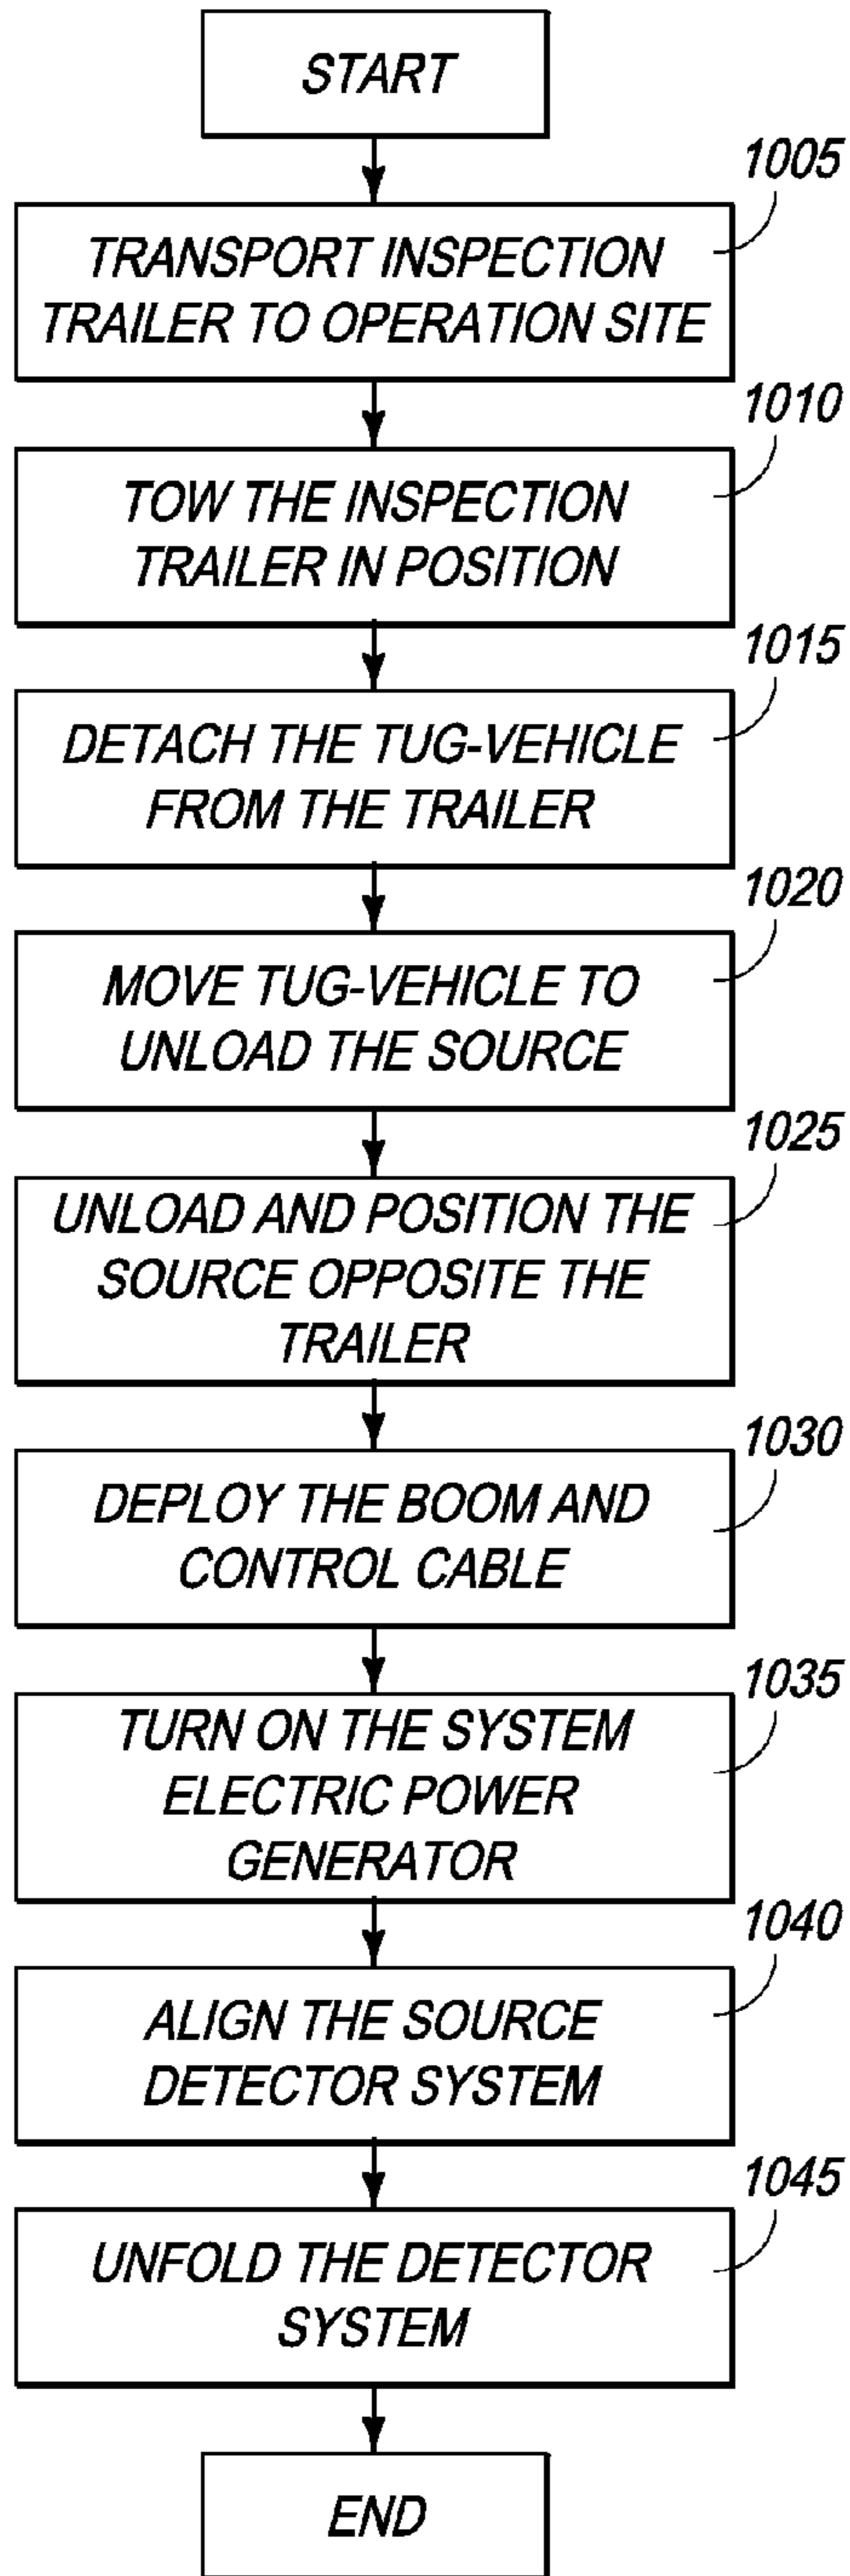 START
1005
TRANSPORT INSPECTION
TRAILER TO OPERATION SITE
1010
TOW THE INSPECTION
TRAILER IN POSITION
1015
DETACH THE TUG-VEHICLE
FROM THE TRAILER
1020
MOVE TUG-VEHICLE TO
UNLOAD THE SOURCE
1025
UNLOAD AND POSITION THE
SOURCE OPPOSITE THE
TRAILER
1030
DEPLOY THE BOOM AND
CONTROL CABLE
1035
TURN ON THE SYSTEM
ELECTRIC POWER
GENERATOR
1040
ALIGN THE SOURCE
DETECTOR SYSTEM
1045
UNFOLD THE DETECTOR
SYSTEM
END